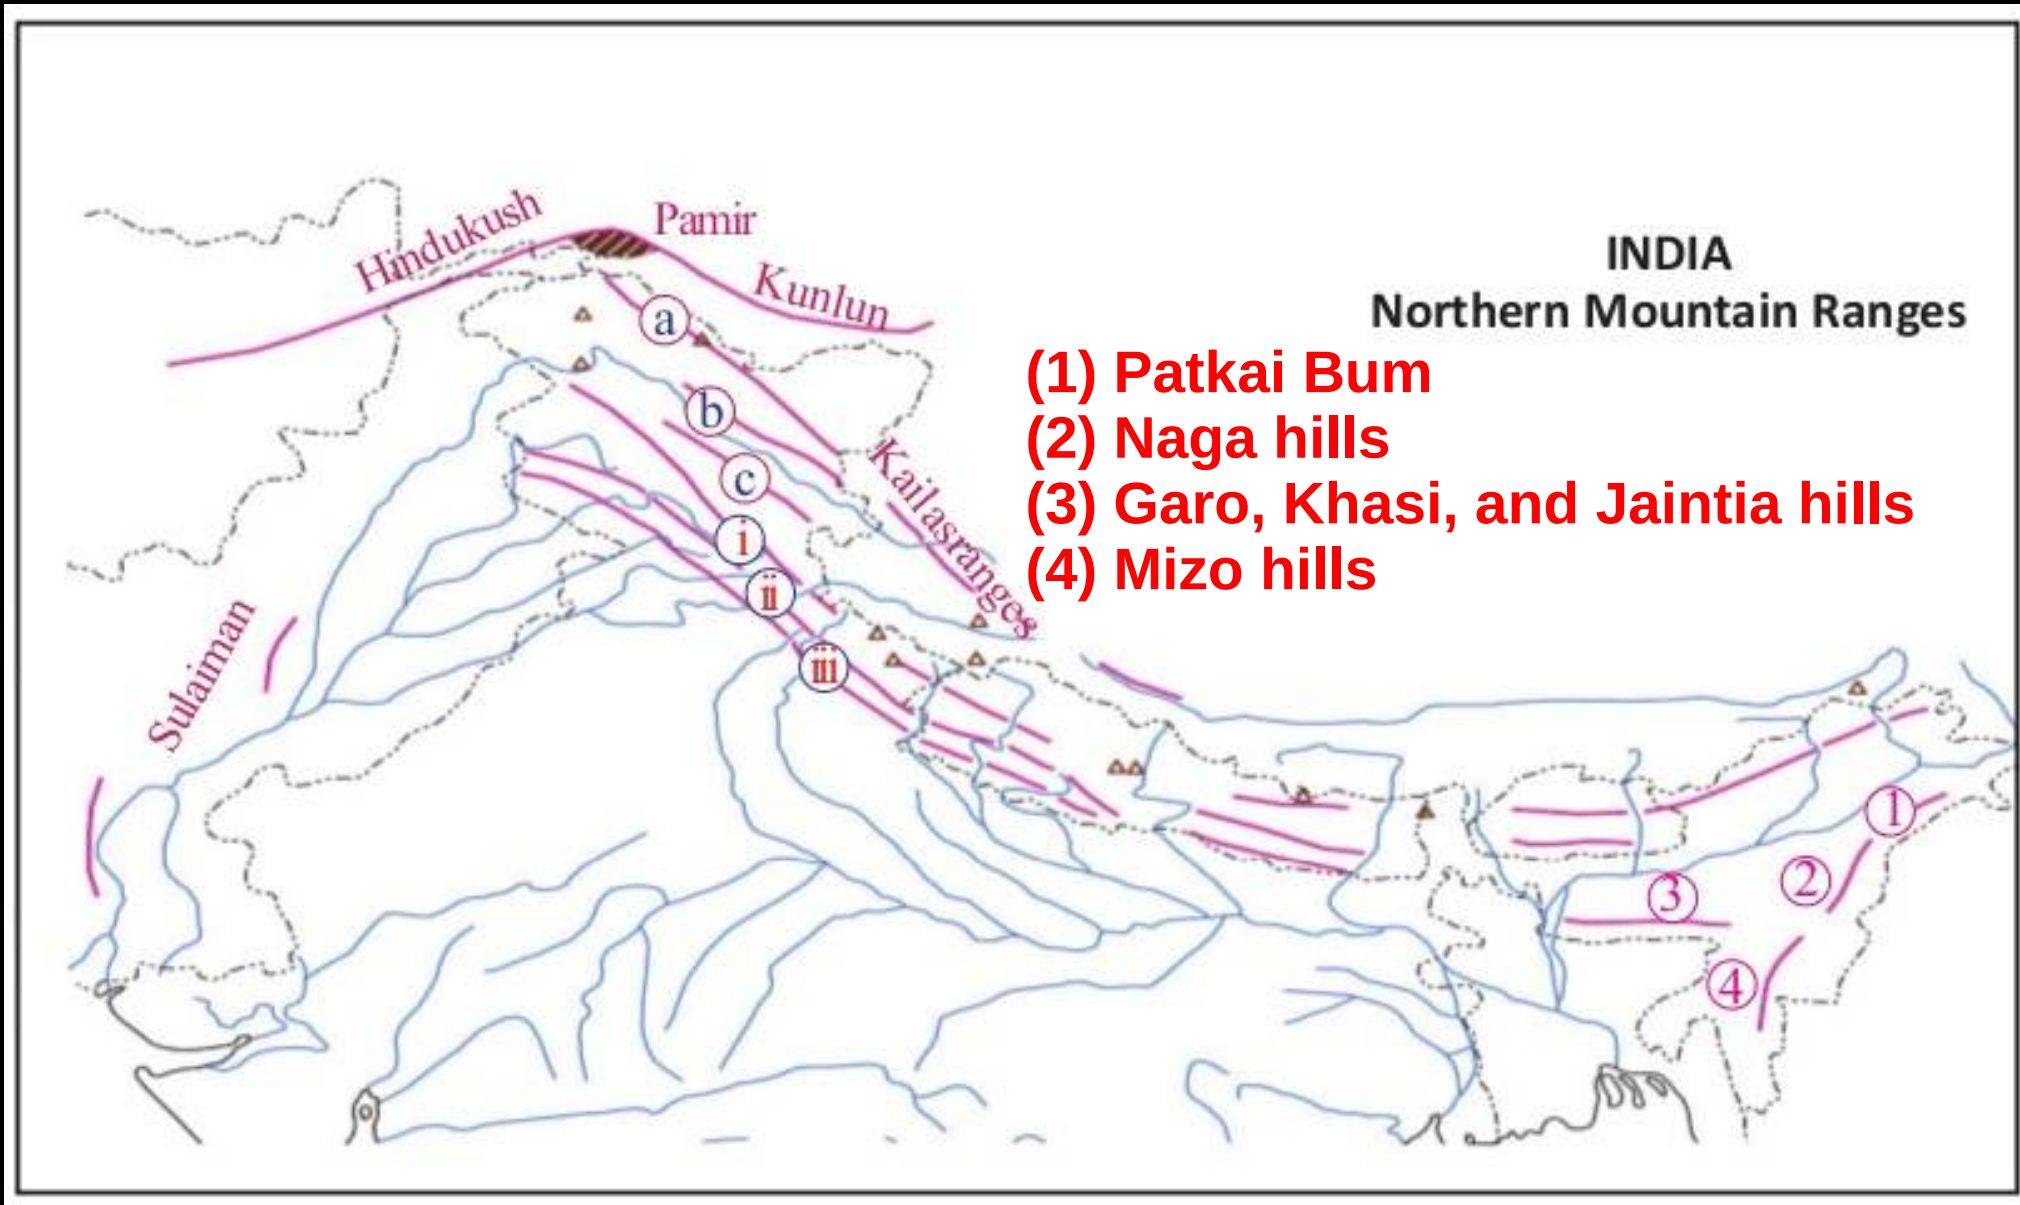 INDIA
Northern Mountain Ranges
Hindukush
Pamir
Kunlun
a
b
c
Kailasranges
i
ii
iii
Sulaiman
(1) Patkai Bum
(2) Naga hills
(3) Garo, Khasi, and Jaintia hills
(4) Mizo hills
1
2
3
4